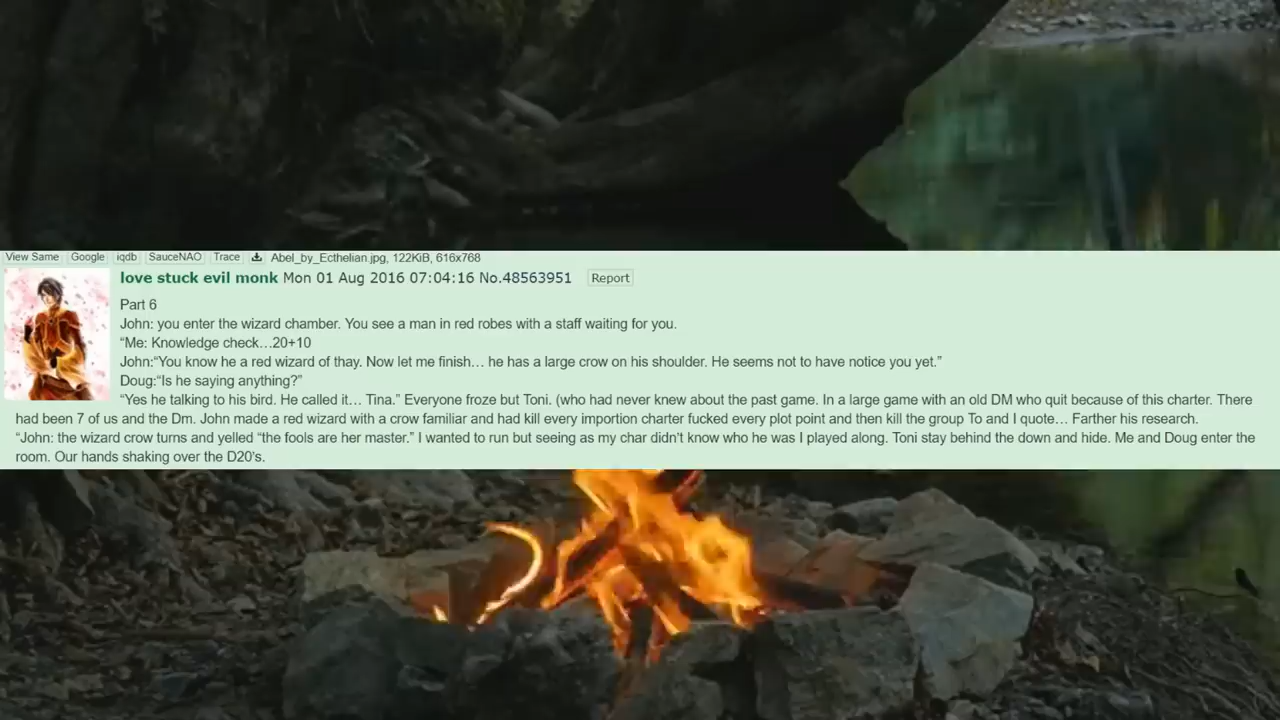 View Same Google iqdb SauceNAO Trace Abel_by_Ecthelian.jpg, 122KiB, 616x768
love stuck evil monk Mon 01 Aug 2016 07:04:16 No.48563951 Report
Part 6
John: you enter the wizard chamber. You see a man in red robes with a staff waiting for you.
“Me: Knowledge check…20+10
John:“You know he a red wizard of thay. Now let me finish… he has a large crow on his shoulder. He seems not to have notice you yet.”
Doug:“Is he saying anything?”
“Yes he talking to his bird. He called it… Tina.” Everyone froze but Toni. (who had never knew about the past game. In a large game with an old DM who quit because of this charter. There
had been 7 of us and the Dm. John made a red wizard with a crow familiar and had kill every importion charter fucked every plot point and then kill the group To and I quote… Farther his research.
“John: the wizard crow turns and yelled “the fools are her master.” I wanted to run but seeing as my char didn’t know who he was I played along. Toni stay behind the down and hide. Me and Doug enter the
room. Our hands shaking over the D20’s.